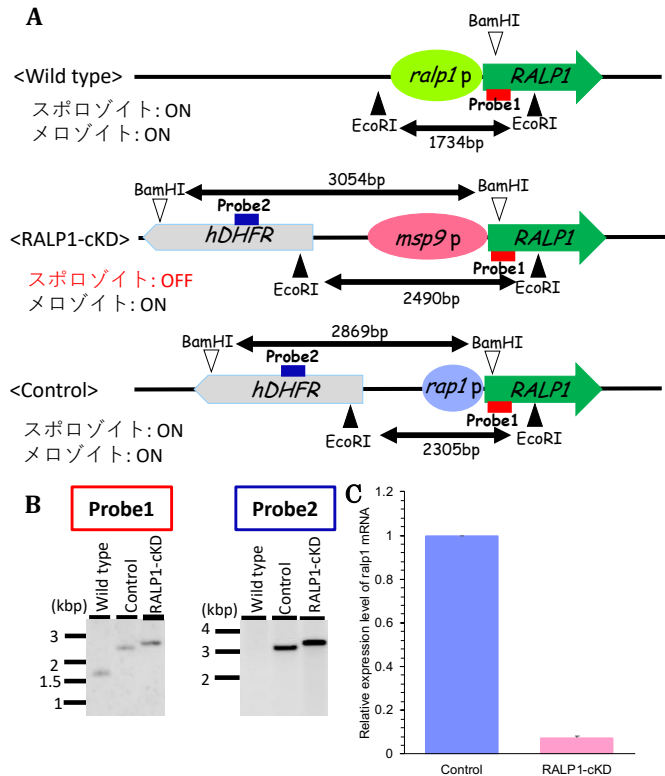 A
BamHI
<Wild type>
ralp1 p
RALP1
スポロゾイト: ON
メロゾイト: ON
Probe1
EcoRI
EcoRI
1734bp
3054bp
BamHI
Probe2
BamHI
<RALP1-cKD>
hDHFR
msp9 p
RALP1
スポロゾイト: OFF
メロゾイト: ON
Probe1
EcoRI
EcoRI
2490bp
2869bp
BamHI
Probe2
BamHI
<Control>
hDHFR
rap1 p
RALP1
スポロゾイト: ON
メロゾイト: ON
Probe1
EcoRI
EcoRI
2305bp
B
Probe1
Wild type
Control
RALP1-cKD
(kbp)
3
2
1.5
1
Probe2
Wild type
Control
RALP1-cKD
(kbp)
4
3
2
C
Relative expression level of ralp1 mRNA
1.2
1
0.8
0.6
0.4
0.2
0
Control
RALP1-cKD